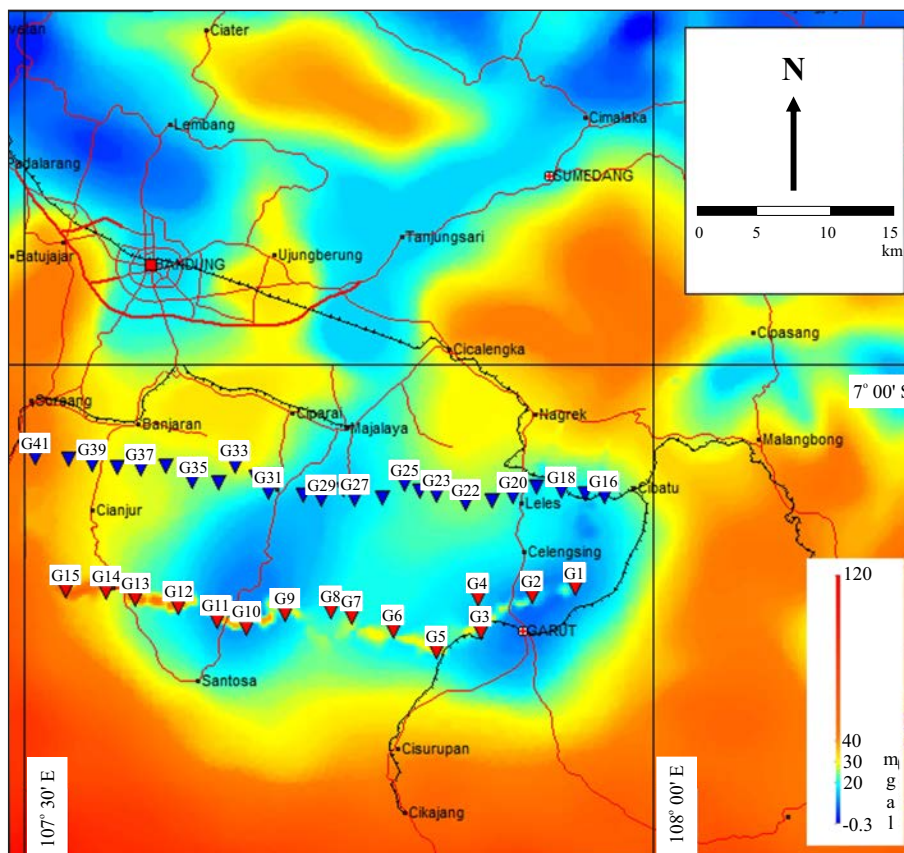 Ciater
Lembang
Cimalaka
SUMEDANG
Tanjungsari
Ujungberung
Batujajar
BANDUNG
N
0 5 10 15
km
Cipasang
Cicalengka
7° 00' S
Soreang
Banjaran
Ciparai
Majalaya
Nagrek
Malangbong
G41 G39 G37 G35 G33 G31 G29 G27 G25 G23 G22 G20 G18 G16
Cibatu
Cianjur
Leles
Celengsing
G15 G14 G13 G12 G11 G10 G9 G8 G7 G6 G5 G4 G3 G2 G1
GARUT
Santosa
Cisurupan
Cikajang
107° 30' E
108° 00' E
120
40
30
20
-0.3
mgal